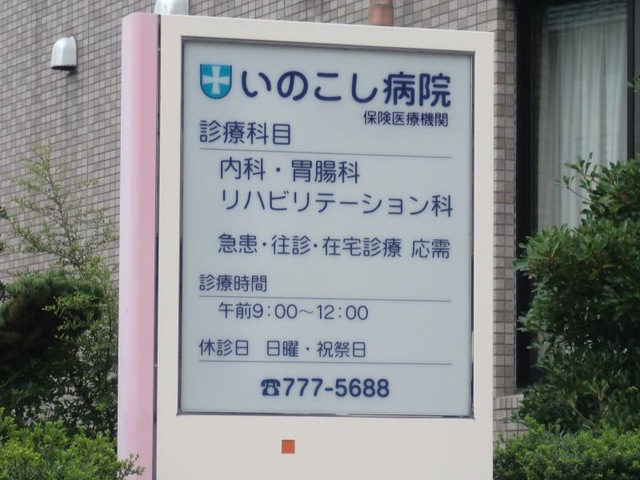 いのこし病院
保険医療機関
診療科目
内科・胃腸科
リハビリテーション科
急患・往診・在宅診療 応需
診療時間
午前9:00～12:00
休診日 日曜・祝祭日
☎777-5688